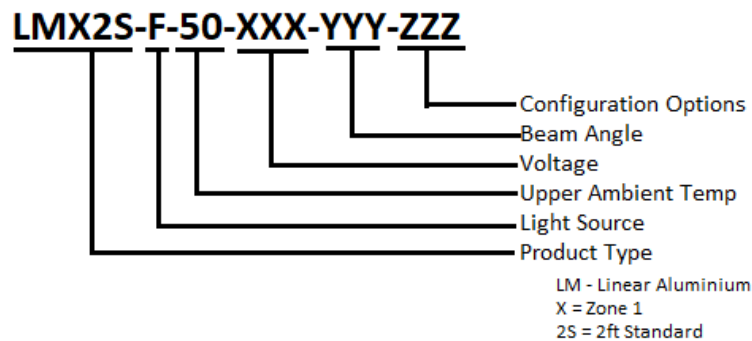 LMX2S-F-50-XXX-YYY-ZZZ
Configuration Options
Beam Angle
Voltage
Upper Ambient Temp
Light Source
Product Type
LM - Linear Aluminium
X = Zone 1
2S = 2ft Standard